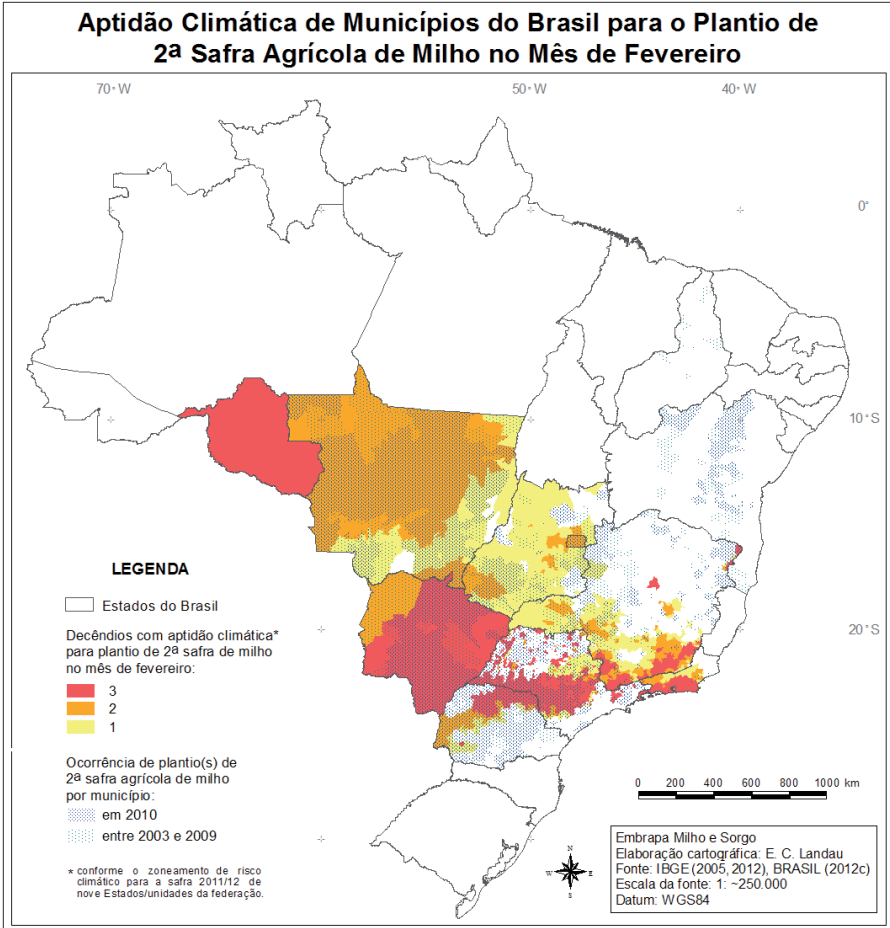 Aptidão Climática de Municípios do Brasil para o Plantio de
2ª Safra Agrícola de Milho no Mês de Fevereiro
70° W
50° W
40° W
0°
10°S
20°S
LEGENDA
Estados do Brasil
Decêndios com aptidão climática*
para plantio de 2ª safra de milho
no mês de fevereiro:
3
2
1
Ocorrência de plantio(s) de
2ª safra agrícola de milho
por município:
em 2010
entre 2003 e 2009
* conforme o zoneamento de risco
climático para a safra 2011/12 de
nove Estados/unidades da federação.
0 200 400 600 800 1000 km
N
W E
S
Embrapa Milho e Sorgo
Elaboração cartográfica: E. C. Landau
Fonte: IBGE (2005, 2012), BRASIL (2012c)
Escala da fonte: 1: ~250.000
Datum: WGS84